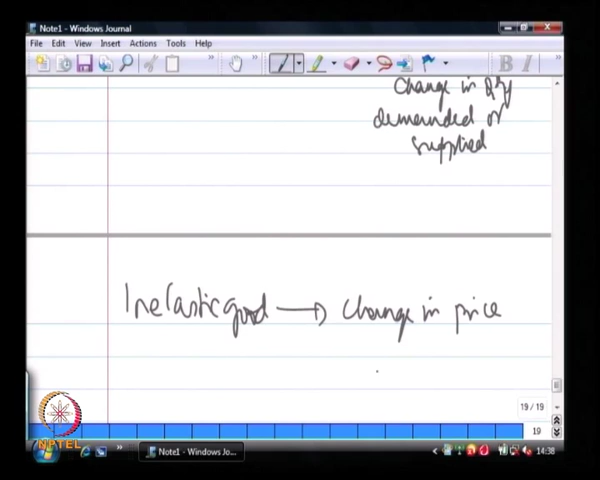 Note1 - Windows Journal
File Edit View Insert Actions Tools Help
B I
Change in Qty
demanded or
supplied
Inelastic good → Change in price
19 / 19
19
NPTEL
Note1 - Windows Jo...
14:38